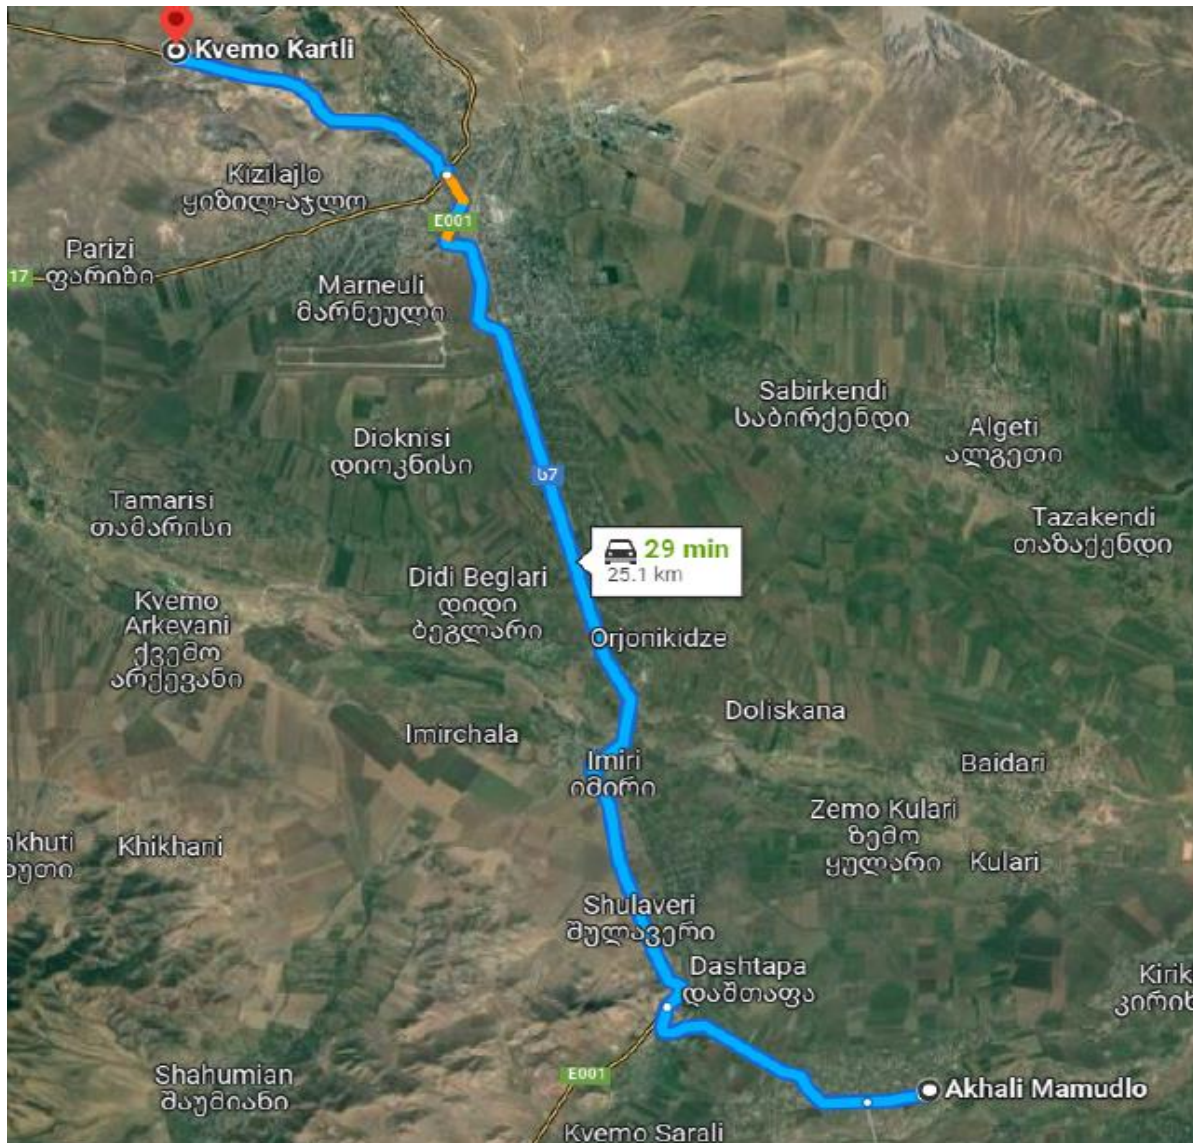 Kvemo Kartli
Kizilajlo
ყიზილ-აჯლო
E001
Parizi
ფარიზი
17
Marneuli
მარნეული
Sabirkendi
საბირქენდი
Algeti
ალგეთი
Dioknisi
დიოკნისი
ს7
Tamarisi
თამარისი
Tazakendi
თაზაქენდი
29 min
25.1 km
Didi Beglari
დიდი
ბეგლარი
Kvemo
Arkevani
ქვემო
არქევანი
Orjonikidze
Doliskana
Imirchala
Imiri
იმირი
Baidari
Zemo Kulari
ზემო
ყულარი
Khikhani
Kulari
Shulaveri
შულავერი
Dashtapa
დაშთაფა
Kirik
Shahumian
შაუმიანი
E001
Akhali Mamudlo
Kvemo Sarali